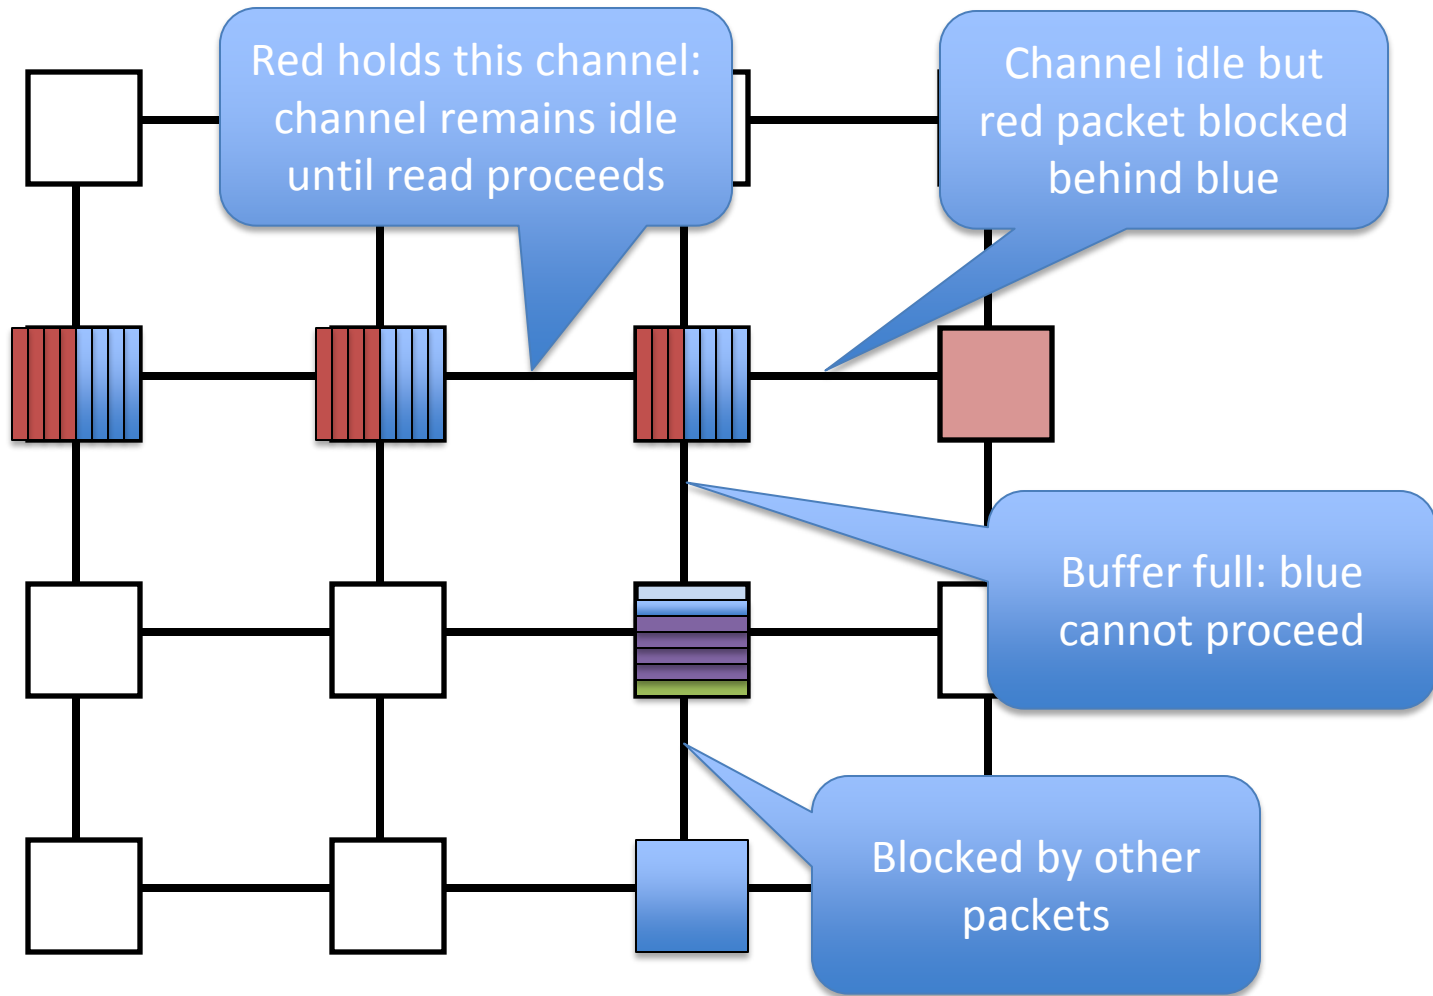 Red holds this channel:
channel remains idle
until read proceeds
Channel idle but
red packet blocked
behind blue
Buffer full: blue
cannot proceed
Blocked by other
packets